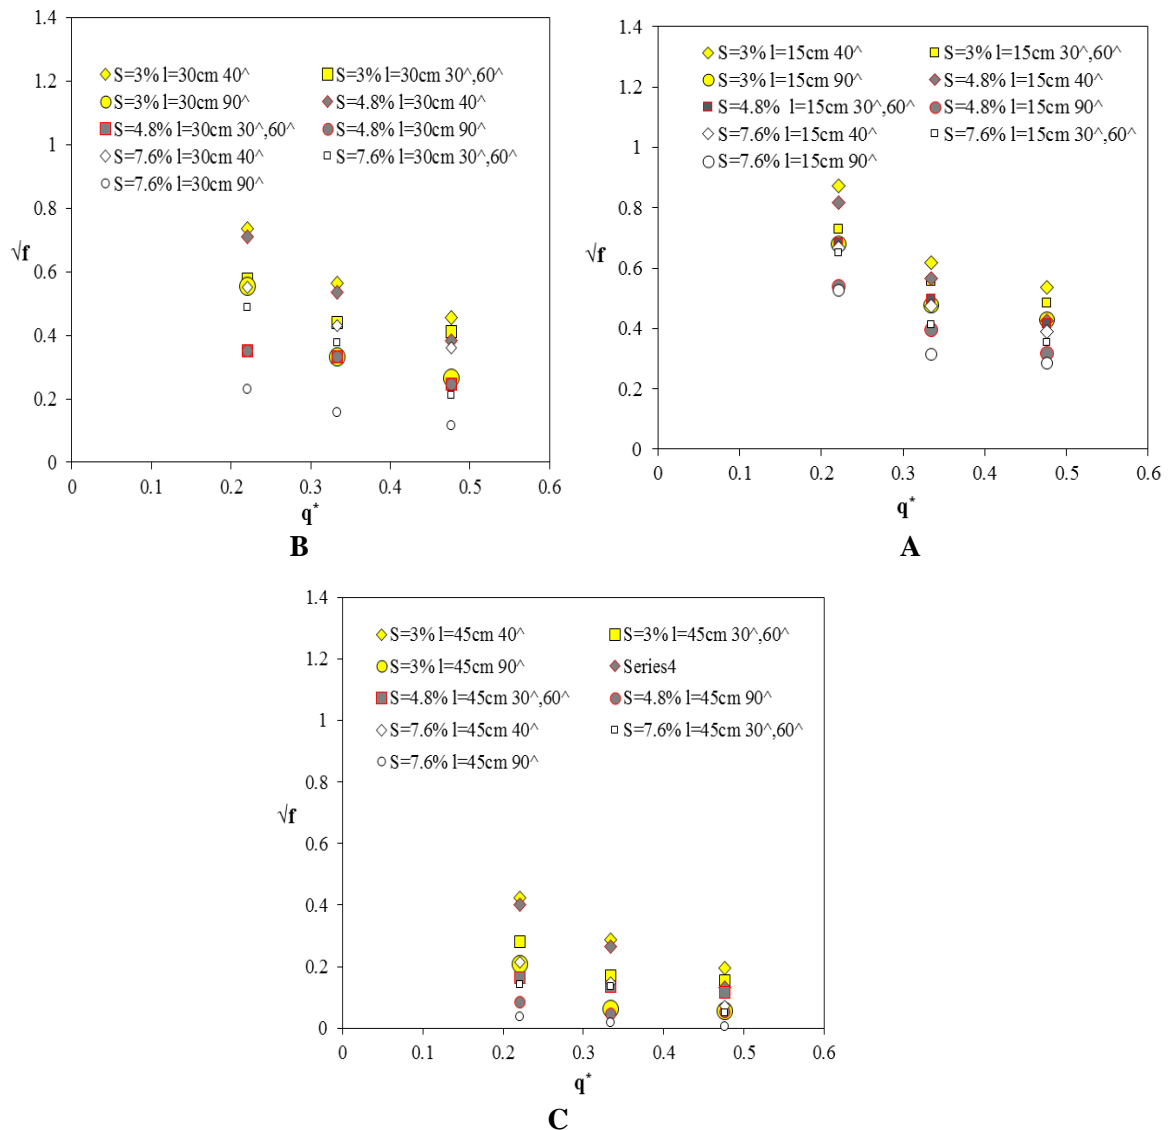 1.4
1.2
1
0.8
0.6
0.4
0.2
0
√f
S=3% l=30cm 40^ S=3% l=30cm 30^,60^
S=3% l=30cm 90^ S=4.8% l=30cm 40^
S=4.8% l=30cm 30^,60^ S=4.8% l=30cm 90^
S=7.6% l=30cm 40^ S=7.6% l=30cm 30^,60^
S=7.6% l=30cm 90^
0 0.1 0.2 0.3 0.4 0.5 0.6
q*
B
1.4
1.2
1
0.8
0.6
0.4
0.2
0
√f
S=3% l=15cm 40^ S=3% l=15cm 30^,60^
S=3% l=15cm 90^ S=4.8% l=15cm 40^
S=4.8% l=15cm 30^,60^ S=4.8% l=15cm 90^
S=7.6% l=15cm 40^ S=7.6% l=15cm 30^,60^
S=7.6% l=15cm 90^
0 0.1 0.2 0.3 0.4 0.5 0.6
q*
A
1.4
1.2
1
0.8
0.6
0.4
0.2
0
√f
S=3% l=45cm 40^ S=3% l=45cm 30^,60^
S=3% l=45cm 90^ Series4
S=4.8% l=45cm 30^,60^ S=4.8% l=45cm 90^
S=7.6% l=45cm 40^ S=7.6% l=45cm 30^,60^
S=7.6% l=45cm 90^
0 0.1 0.2 0.3 0.4 0.5 0.6
q*
C